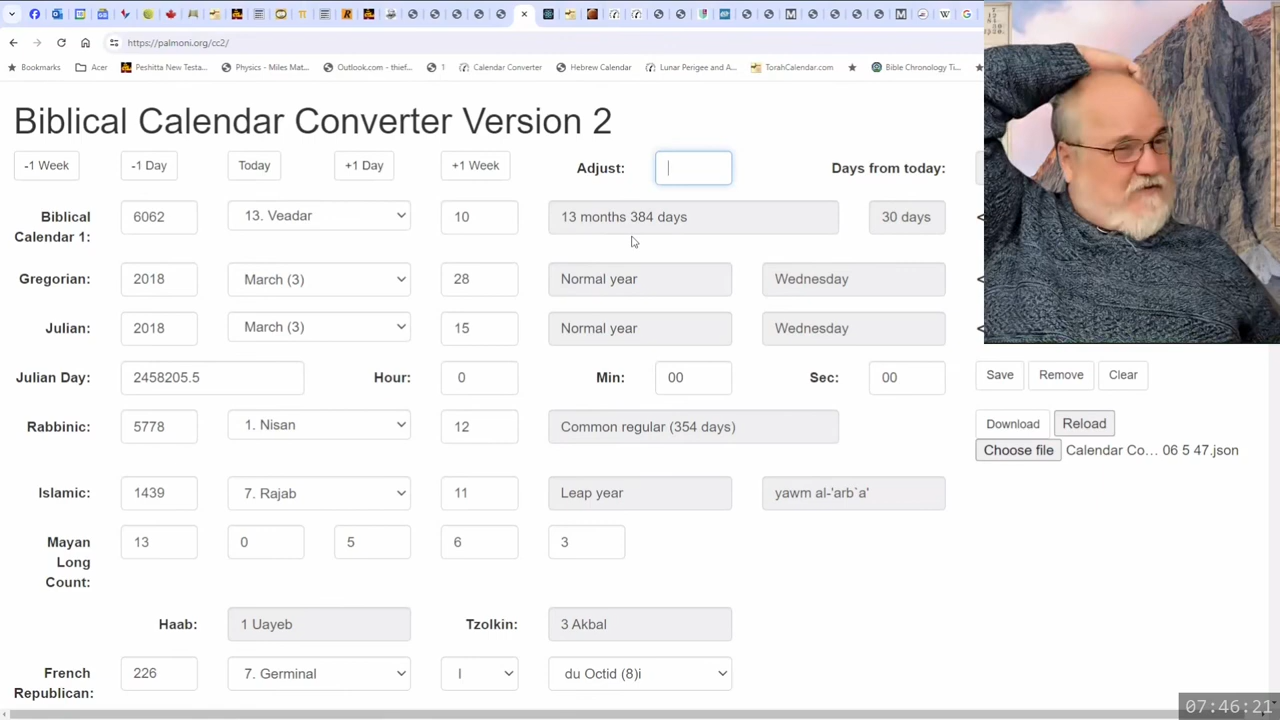 https://palmoni.org/cc2/
Bookmarks Acer Peshitta New Testa... Physics - Miles Mat... Outlook.com - thief... 1 Calendar Converter Hebrew Calendar Lunar Perigee and A... TorahCalendar.com Bible Chronology Ti...
Biblical Calendar Converter Version 2
-1 Week -1 Day Today +1 Day +1 Week Adjust: Days from today:
Biblical Calendar 1: 6062 13. Veadar 10 13 months 384 days 30 days
Gregorian: 2018 March (3) 28 Normal year Wednesday
Julian: 2018 March (3) 15 Normal year Wednesday
Julian Day: 2458205.5 Hour: 0 Min: 00 Sec: 00 Save Remove Clear
Rabbinic: 5778 1. Nisan 12 Common regular (354 days) Download Reload
Choose file Calendar Co... 06 5 47.json
Islamic: 1439 7. Rajab 11 Leap year yawm al-'arb`a'
Mayan Long Count: 13 0 5 6 3
Haab: 1 Uayeb Tzolkin: 3 Akbal
French Republican: 226 7. Germinal I du Octid (8)i
07:46:21